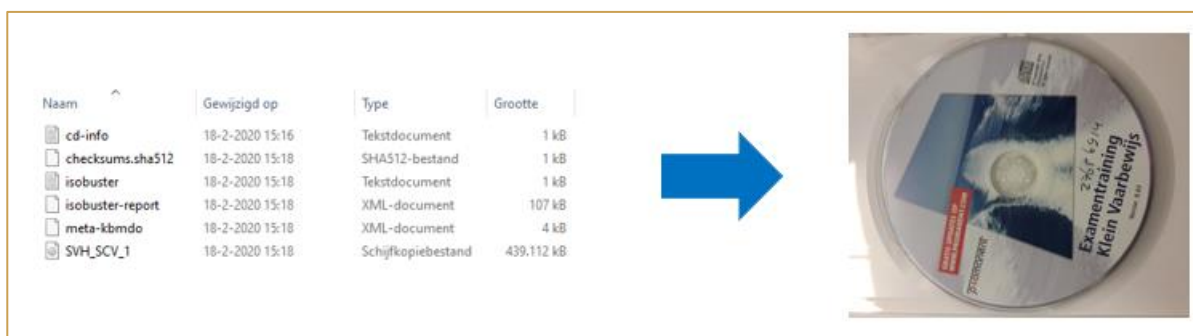 Naam Gewijzigd op Type Grootte
cd-info 18-2-2020 15:16 Tekstdocument 1 kB
checksums.sha512 18-2-2020 15:18 SHA512-bestand 1 kB
isobuster 18-2-2020 15:18 Tekstdocument 1 kB
isobuster-report 18-2-2020 15:18 XML-document 107 kB
meta-kbmdo 18-2-2020 15:18 XML-document 4 kB
SVH_SCV_1 18-2-2020 15:18 Schijfkopiebestand 439.112 kB
GRATIS UPDATES OP
Examentraining
Klein Vaarbewijs